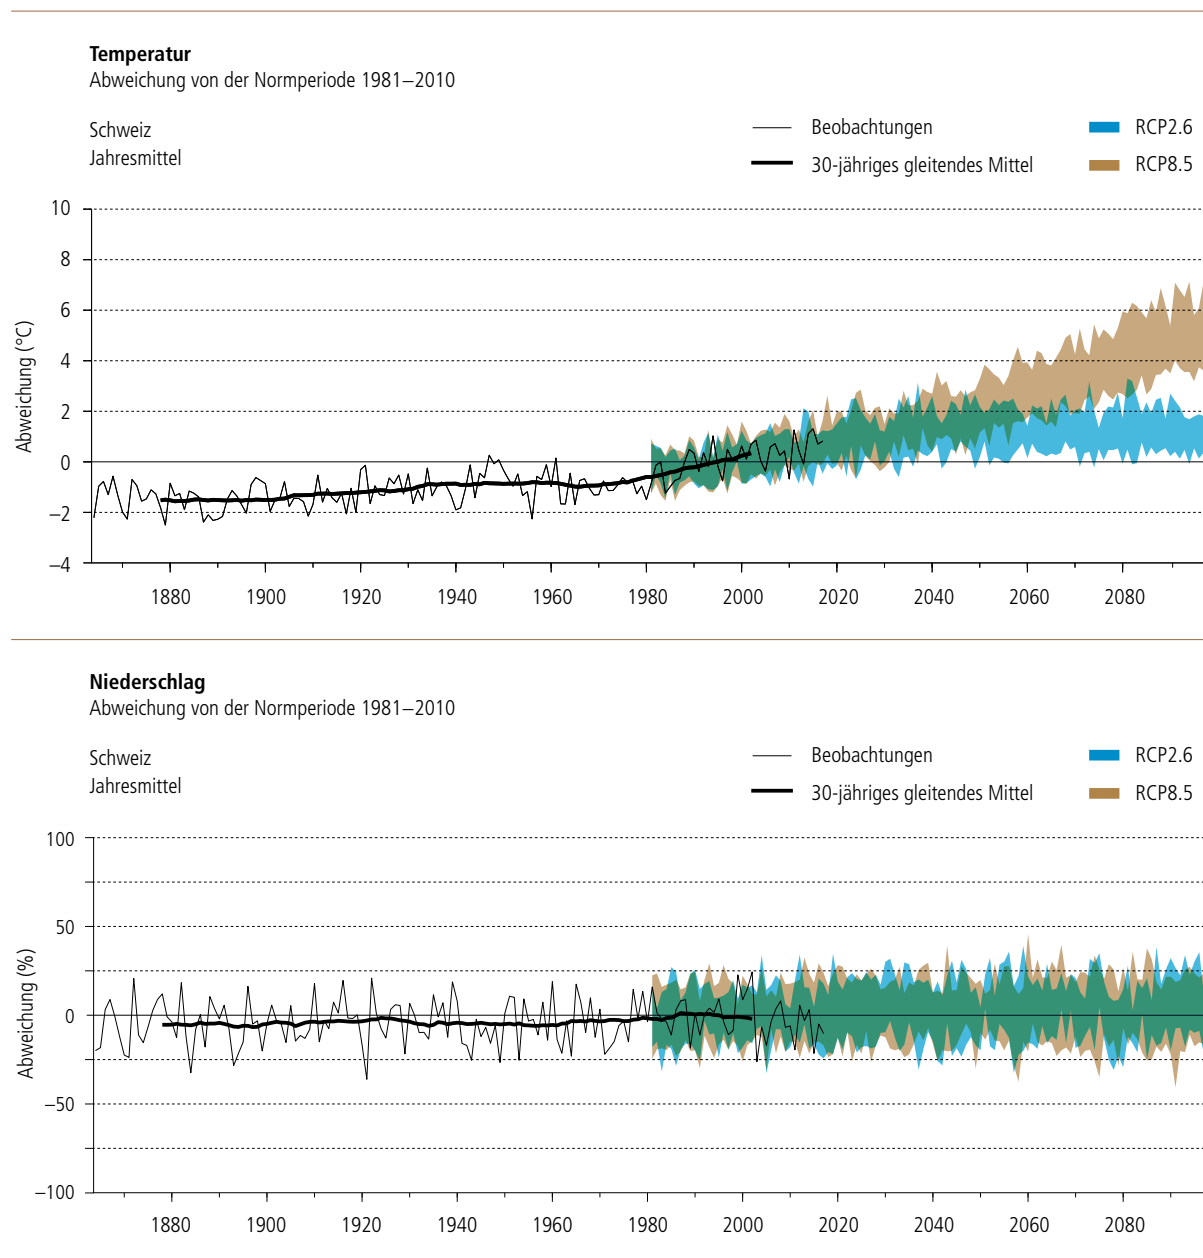 Temperatur
Abweichung von der Normperiode 1981–2010
Schweiz
Jahresmittel
Beobachtungen
30-jähriges gleitendes Mittel
RCP2.6
RCP8.5
Abweichung (°C)
10
8
6
4
2
0
–2
–4
1880 1900 1920 1940 1960 1980 2000 2020 2040 2060 2080
Niederschlag
Abweichung von der Normperiode 1981–2010
Schweiz
Jahresmittel
Beobachtungen
30-jähriges gleitendes Mittel
RCP2.6
RCP8.5
Abweichung (%)
100
50
0
–50
–100
1880 1900 1920 1940 1960 1980 2000 2020 2040 2060 2080